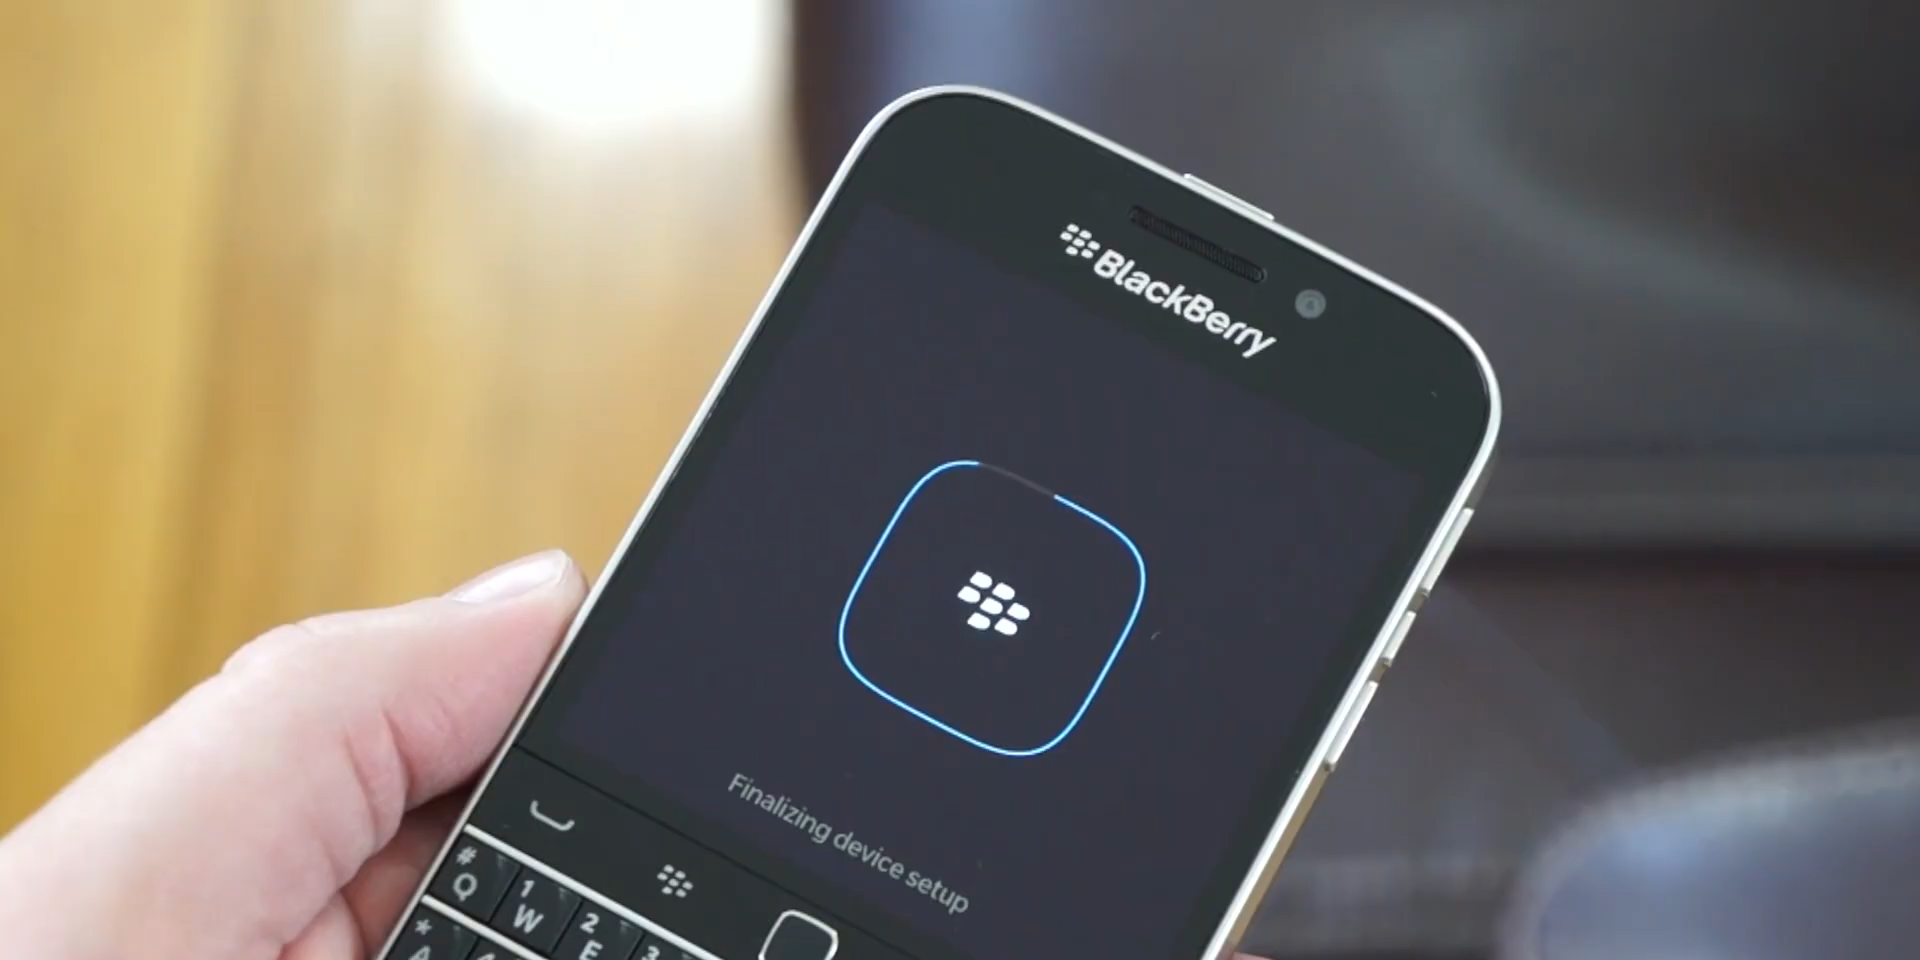 BlackBerry
Finalizing device setup
# 1 2 3
Q W E
*
A